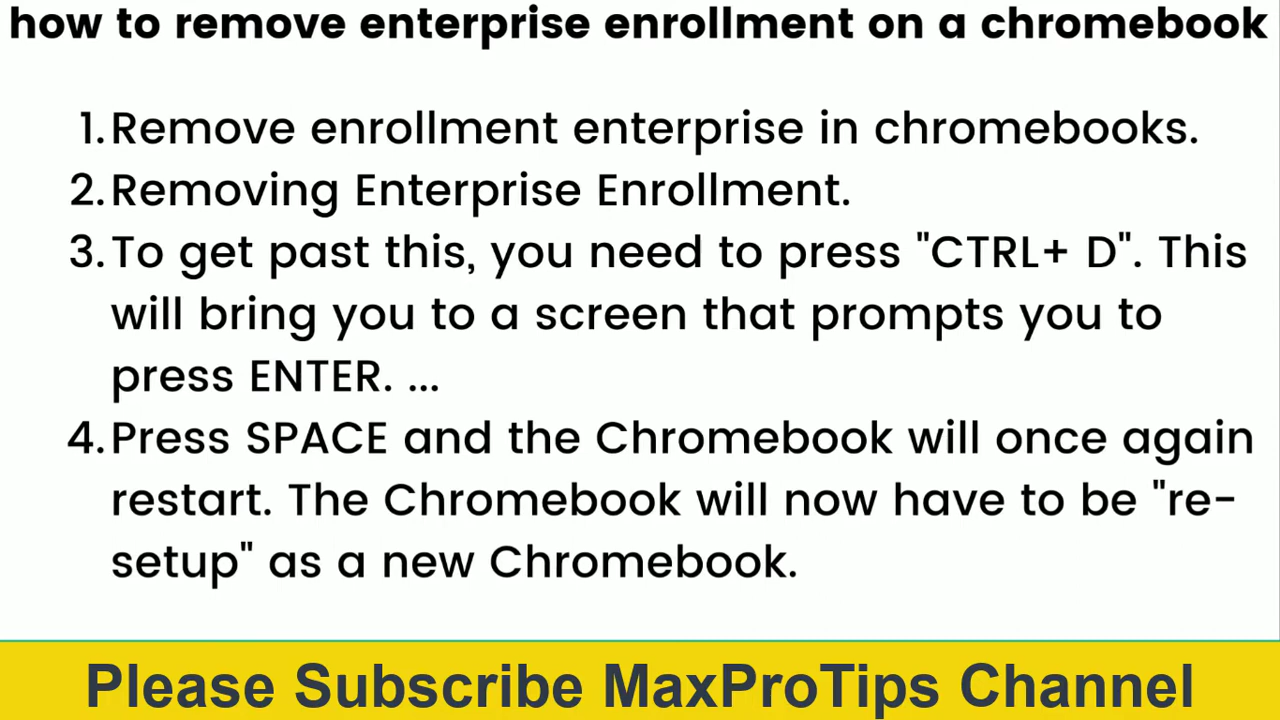 how to remove enterprise enrollment on a chromebook
1. Remove enrollment enterprise in chromebooks.
2. Removing Enterprise Enrollment.
3. To get past this, you need to press "CTRL+ D". This
will bring you to a screen that prompts you to
press ENTER. ...
4. Press SPACE and the Chromebook will once again
restart. The Chromebook will now have to be "re-
setup" as a new Chromebook.
Please Subscribe MaxProTips Channel